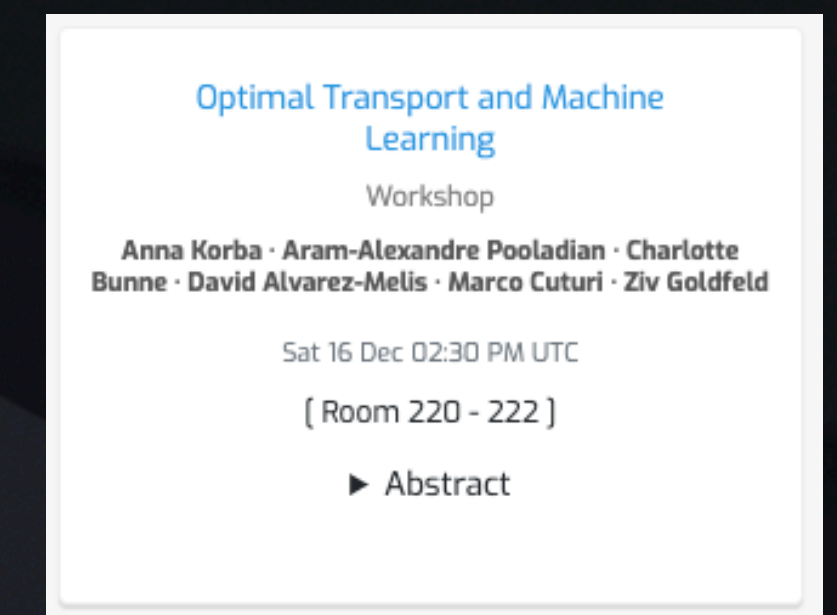 Optimal Transport and Machine
Learning
Workshop
Anna Korba · Aram-Alexandre Pooladian · Charlotte
Bunne · David Alvarez-Melis · Marco Cuturi · Ziv Goldfeld
Sat 16 Dec 02:30 PM UTC
[ Room 220 - 222 ]
▶ Abstract